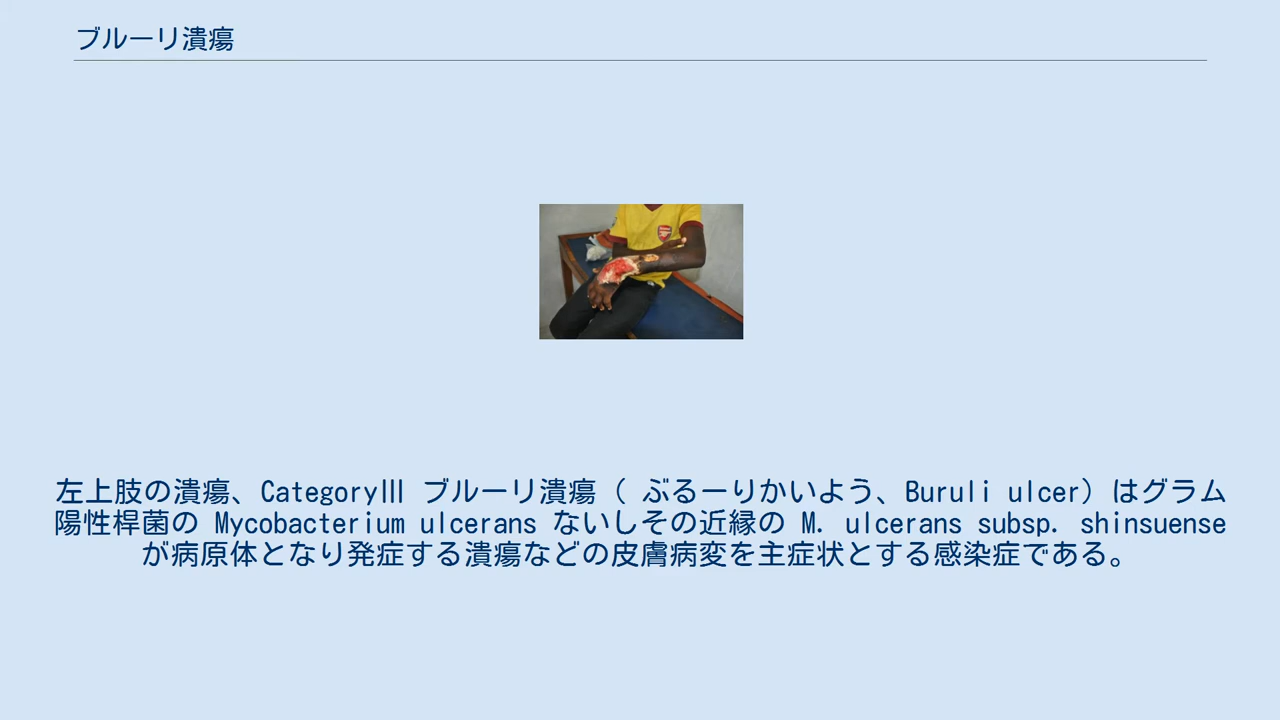 ブルーリ潰瘍
左上肢の潰瘍、CategoryⅢ ブルーリ潰瘍（ ぶるーりかいよう、Buruli ulcer）はグラム
陽性桿菌の Mycobacterium ulcerans ないしその近縁の M. ulcerans subsp. shinsuense
が病原体となり発症する潰瘍などの皮膚病変を主症状とする感染症である。